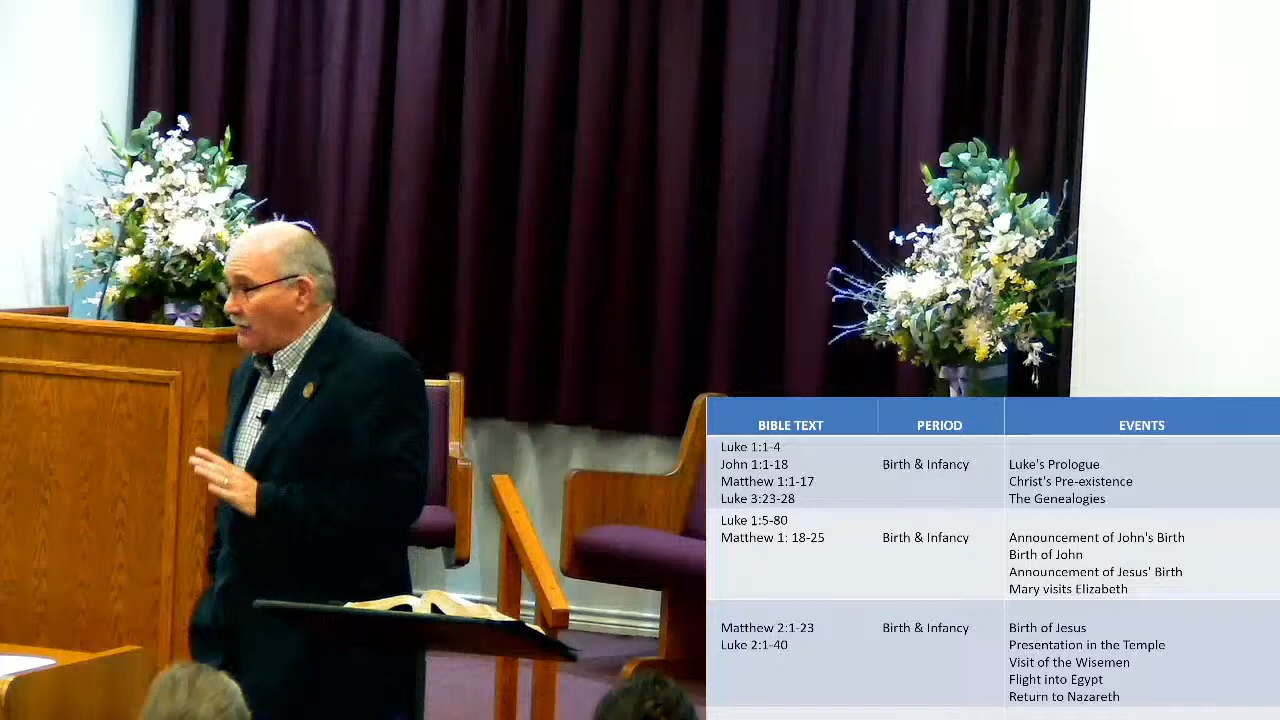 BIBLE TEXT PERIOD EVENTS
Luke 1:1-4
John 1:1-18 Birth & Infancy Luke's Prologue
Matthew 1:1-17 Christ's Pre-existence
Luke 3:23-28 The Genealogies
Luke 1:5-80
Matthew 1: 18-25 Birth & Infancy Announcement of John's Birth
Birth of John
Announcement of Jesus' Birth
Mary visits Elizabeth
Matthew 2:1-23 Birth & Infancy Birth of Jesus
Luke 2:1-40 Presentation in the Temple
Visit of the Wisemen
Flight into Egypt
Return to Nazareth